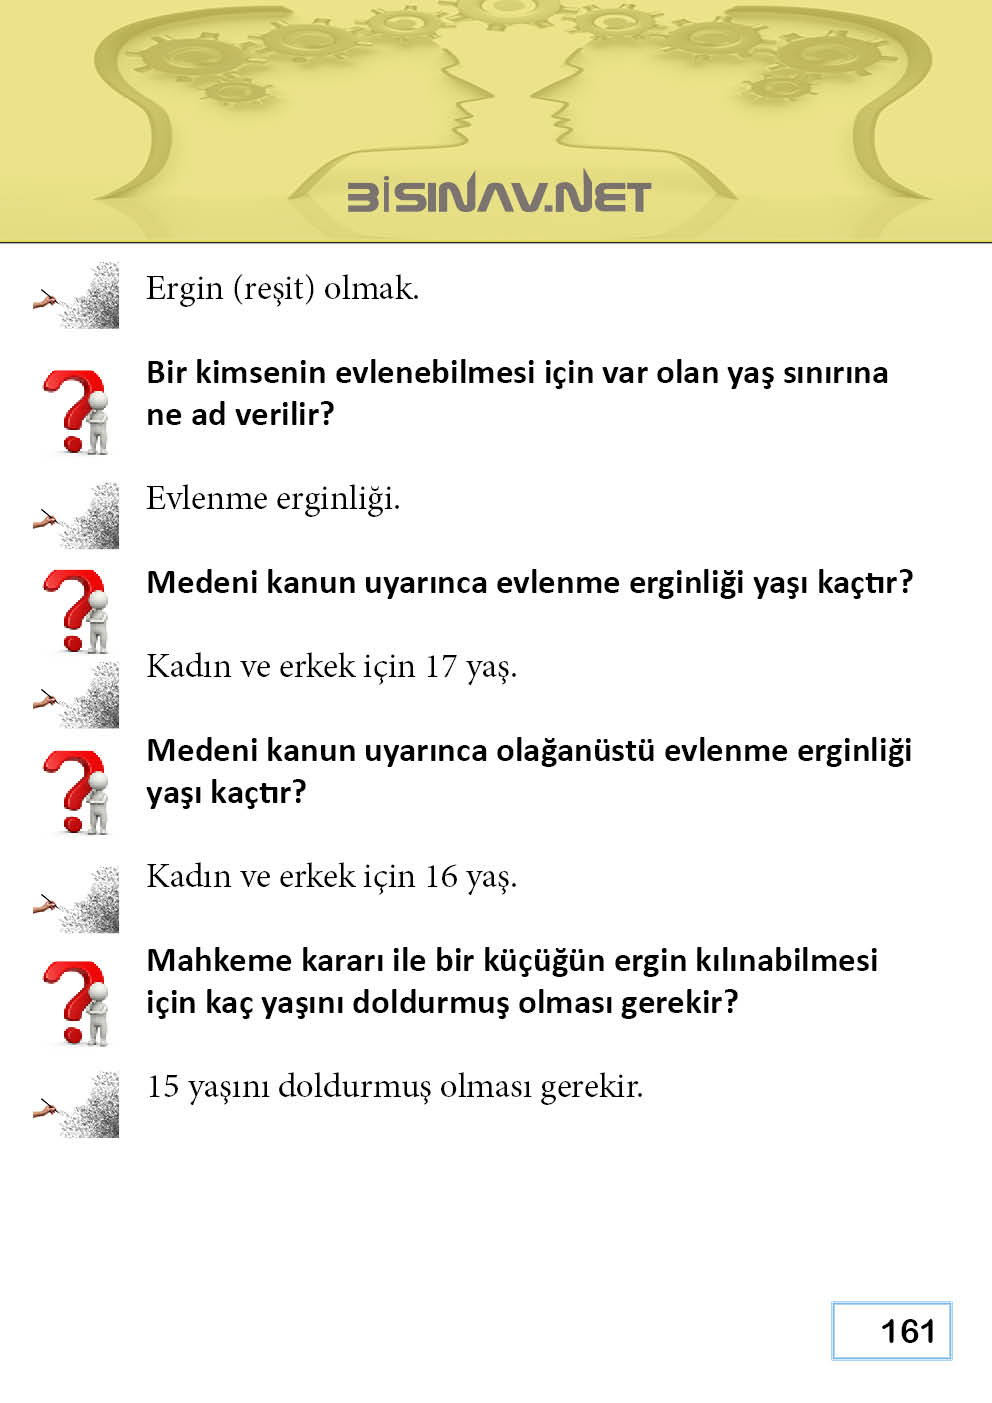 BİSINAV.NET
Ergin (reşit) olmak.
Bir kimsenin evlenebilmesi için var olan yaş sınırına
ne ad verilir?
Evlenme erginliği.
Medeni kanun uyarınca evlenme erginliği yaşı kaçtır?
Kadın ve erkek için 17 yaş.
Medeni kanun uyarınca olağanüstü evlenme erginliği
yaşı kaçtır?
Kadın ve erkek için 16 yaş.
Mahkeme kararı ile bir küçüğün ergin kılınabilmesi
için kaç yaşını doldurmuş olması gerekir?
15 yaşını doldurmuş olması gerekir.
161